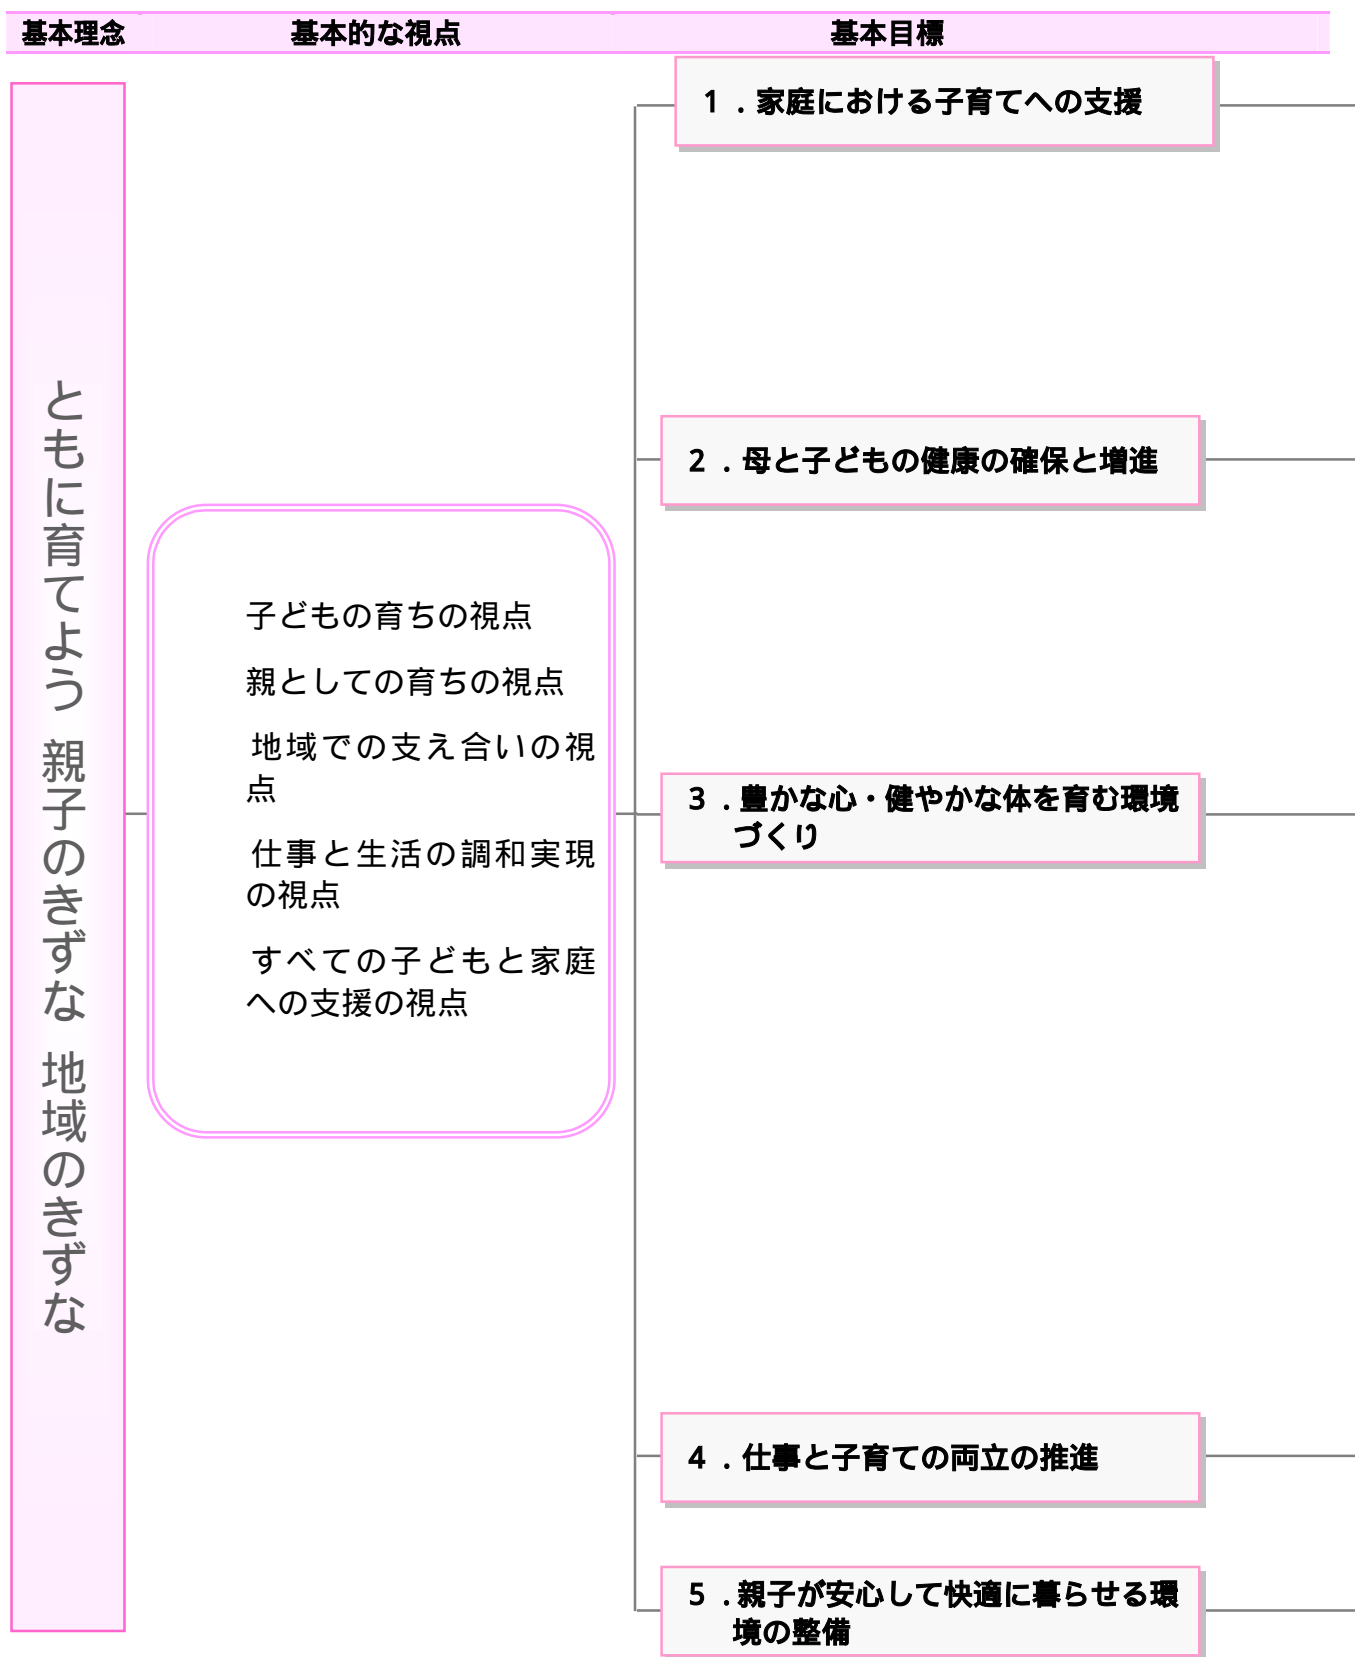 基本理念 基本的な視点 基本目標
ともに育てよう 親子のきずな 地域のきずな
子どもの育ちの視点
親としての育ちの視点
地域での支え合いの視
点
仕事と生活の調和実現
の視点
すべての子どもと家庭
への支援の視点
１．家庭における子育てへの支援
２．母と子どもの健康の確保と増進
３．豊かな心・健やかな体を育む環境
づくり
４．仕事と子育ての両立の推進
５．親子が安心して快適に暮らせる環
境の整備